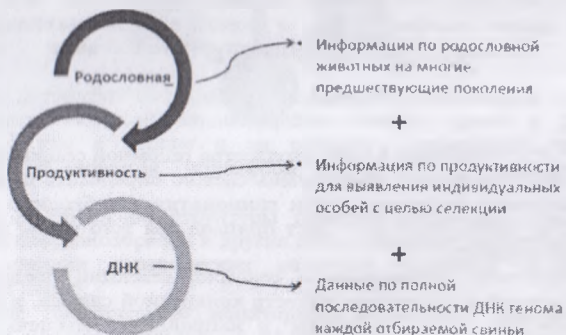 Родословная
• Информация по родословной
животных на многие
предшествующие поколения
+
Продуктивность
• Информация по продуктивности
для выявления индивидуальных
особей с целью селекции
+
ДНК
• Данные по полной
последовательности ДНК генома
каждой отбираемой свиньи